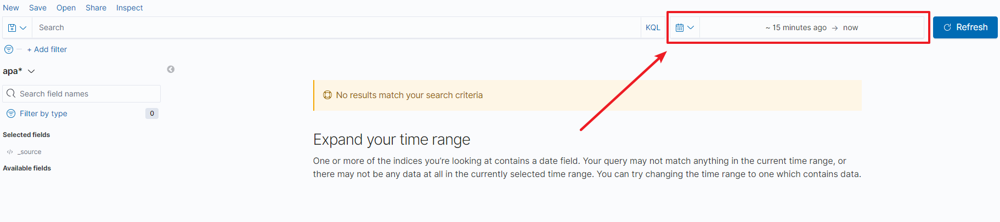 New Save Open Share Inspect
Search KQL ~ 15 minutes ago → now Refresh
+ Add filter
apa*
Search field names
Filter by type 0
Selected fields
</> _source
Available fields
No results match your search criteria
Expand your time range
One or more of the indices you’re looking at contains a date field. Your query may not match anything in the current time range, or
there may not be any data at all in the currently selected time range. You can try changing the time range to one which contains data.